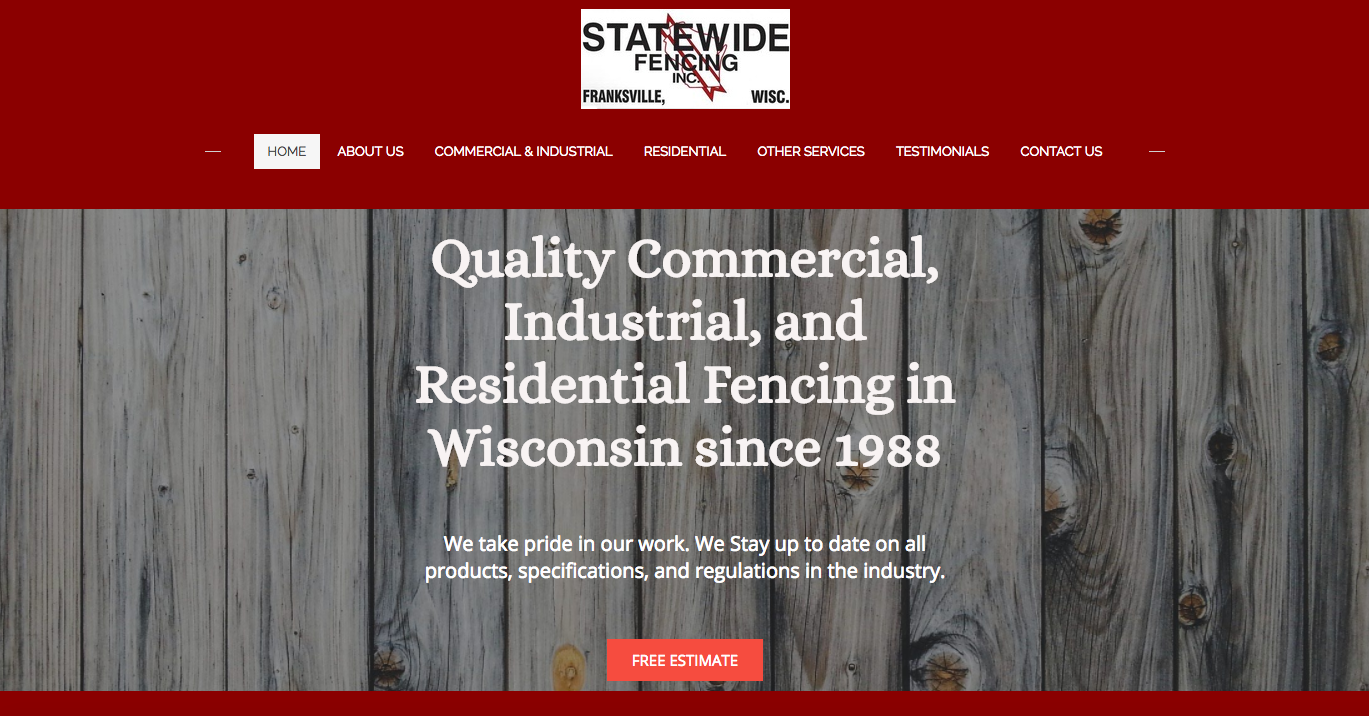 STATEWIDE
FENCING
INC.
FRANKSVILLE, WISC.
HOME ABOUT US COMMERCIAL & INDUSTRIAL RESIDENTIAL OTHER SERVICES TESTIMONIALS CONTACT US
Quality Commercial,
Industrial, and
Residential Fencing in
Wisconsin since 1988
We take pride in our work. We Stay up to date on all
products, specifications, and regulations in the industry.
FREE ESTIMATE